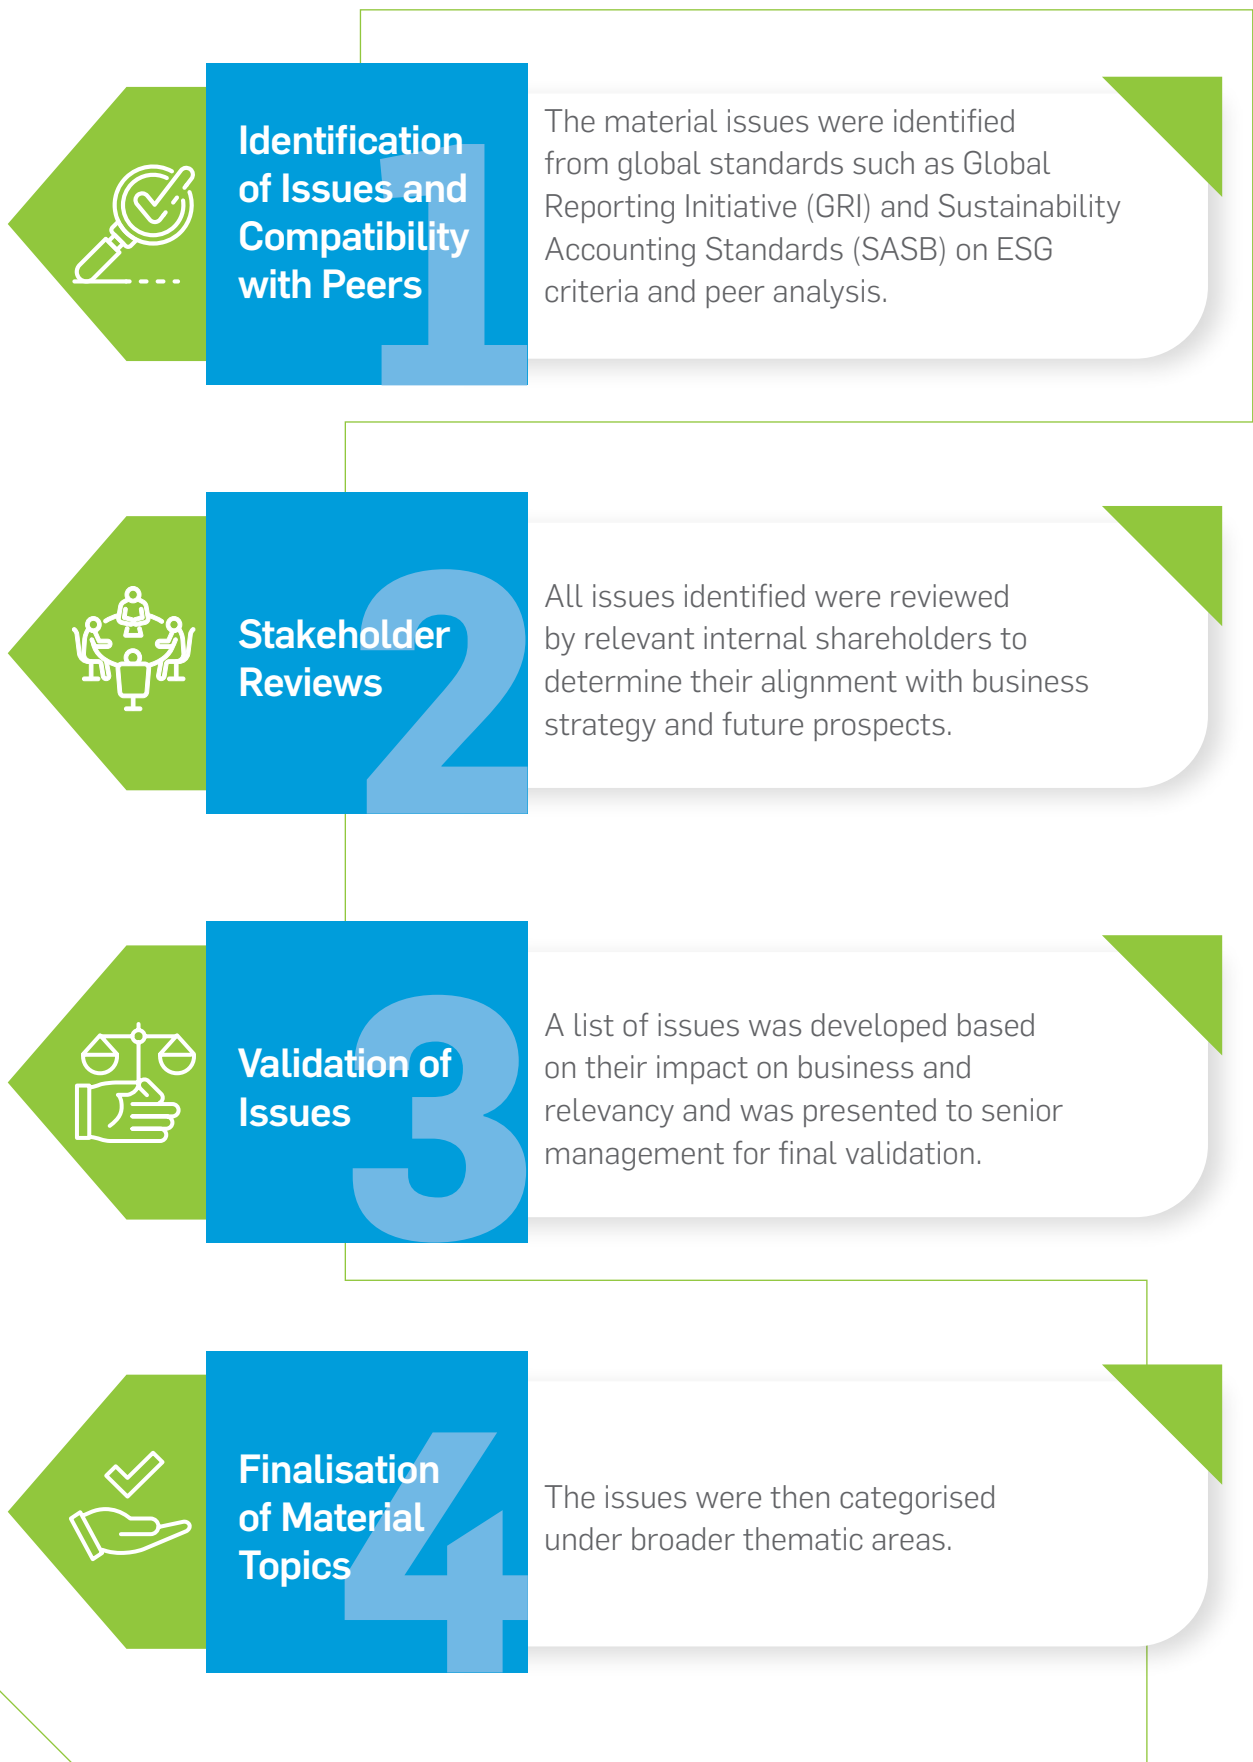 1
Identification
of Issues and
Compatibility
with Peers
The material issues were identified
from global standards such as Global
Reporting Initiative (GRI) and Sustainability
Accounting Standards (SASB) on ESG
criteria and peer analysis.
2
Stakeholder
Reviews
All issues identified were reviewed
by relevant internal shareholders to
determine their alignment with business
strategy and future prospects.
3
Validation of
Issues
A list of issues was developed based
on their impact on business and
relevancy and was presented to senior
management for final validation.
4
Finalisation
of Material
Topics
The issues were then categorised
under broader thematic areas.